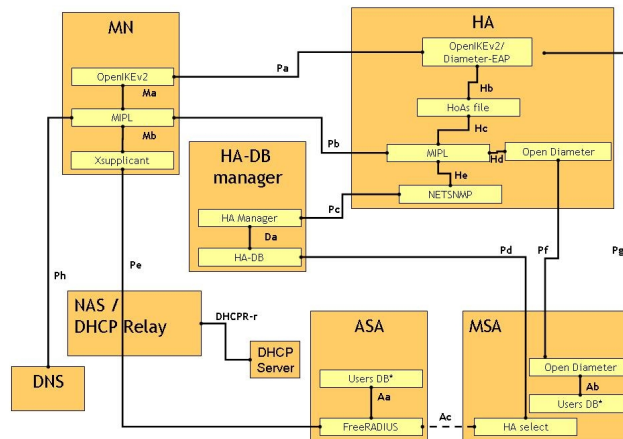 MN
OpenIKEv2
Ma
MIPL
Mb
Xsupplicant
Pa
Pb
HA
OpenIKEv2/
Diameter-EAP
Hb
HoAs file
Hc
MIPL
Hd
Open Diameter
He
NETSNMP
HA-DB
manager
HA Manager
Da
HA-DB
Pc
Pd
Pf
Pg
Ph
Pe
NAS /
DHCP Relay
DHCPR-r
DHCP
Server
DNS
ASA
Users DB*
Aa
FreeRADIUS
Ac
MSA
Open Diameter
Ab
Users DB*
HA select